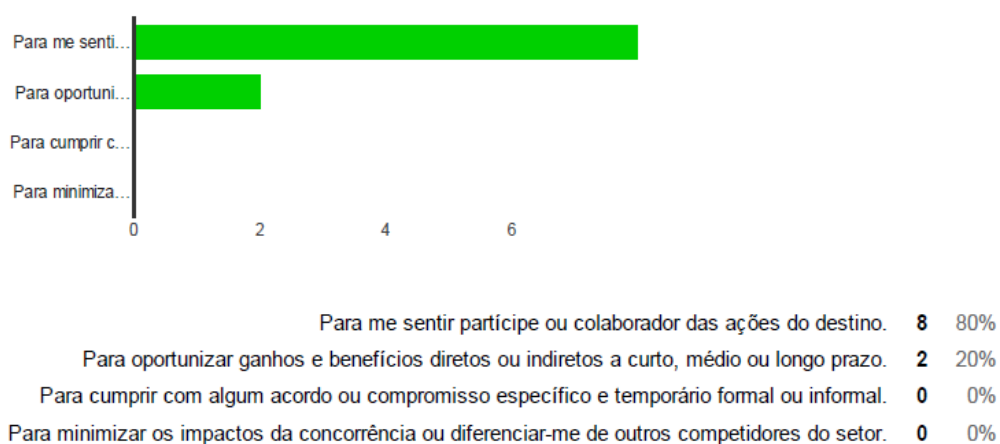 Para me senti...
Para oportuni...
Para cumprir c...
Para minimiza...
0 2 4 6
Para me sentir partícipe ou colaborador das ações do destino. 8 80%
Para oportunizar ganhos e benefícios diretos ou indiretos a curto, médio ou longo prazo. 2 20%
Para cumprir com algum acordo ou compromisso específico e temporário formal ou informal. 0 0%
Para minimizar os impactos da concorrência ou diferenciar-me de outros competidores do setor. 0 0%